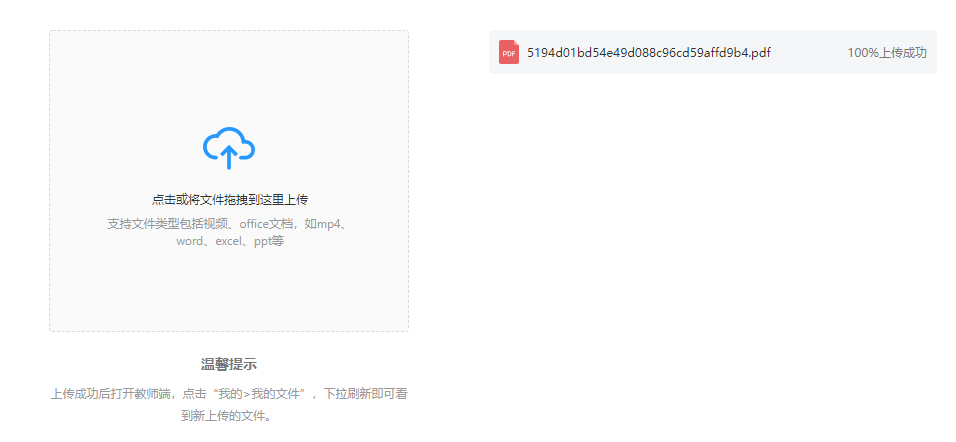 点击或将文件拖拽到这里上传
支持文件类型包括视频、office文档，如mp4、
word、excel、ppt等
温馨提示
上传成功后打开教师端，点击“我的>我的文件”，下拉刷新即可看
到新上传的文件。
PDF
5194d01bd54e49d088c96cd59affd9b4.pdf
100%上传成功